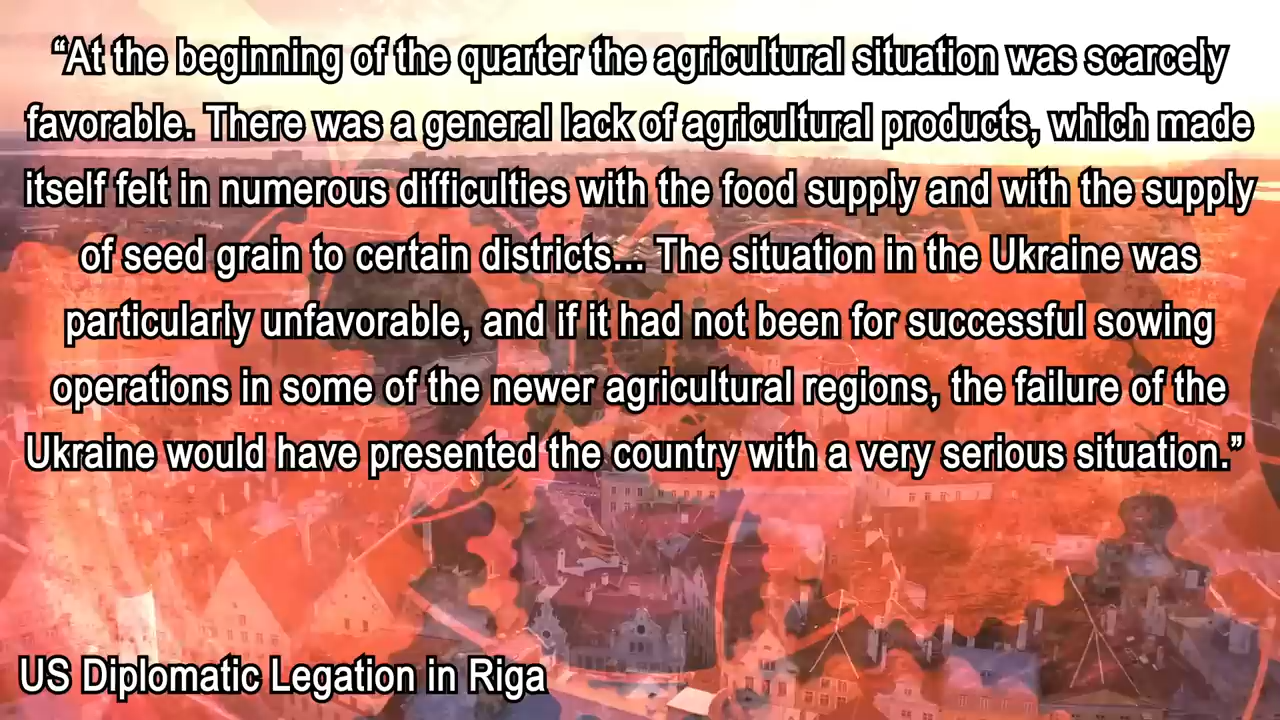 “At the beginning of the quarter the agricultural situation was scarcely
favorable. There was a general lack of agricultural products, which made
itself felt in numerous difficulties with the food supply and with the supply
of seed grain to certain districts... The situation in the Ukraine was
particularly unfavorable, and if it had not been for successful sowing
operations in some of the newer agricultural regions, the failure of the
Ukraine would have presented the country with a very serious situation.”
US Diplomatic Legation in Riga